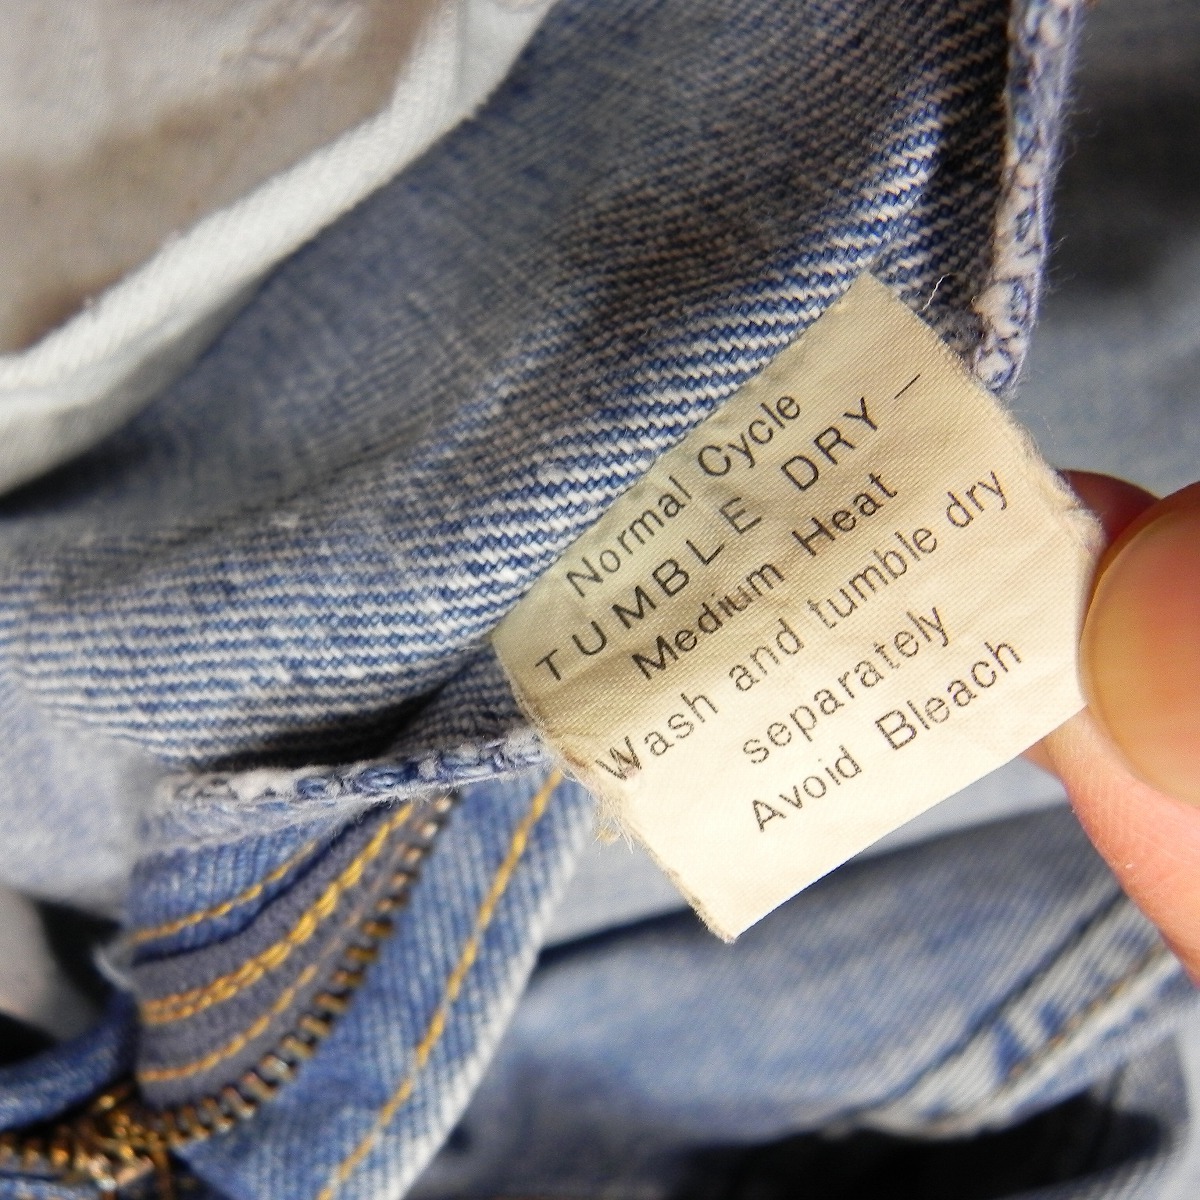 Normal Cycle
TUMBLE DRY –
Medium Heat
Wash and tumble dry
separately
Avoid Bleach